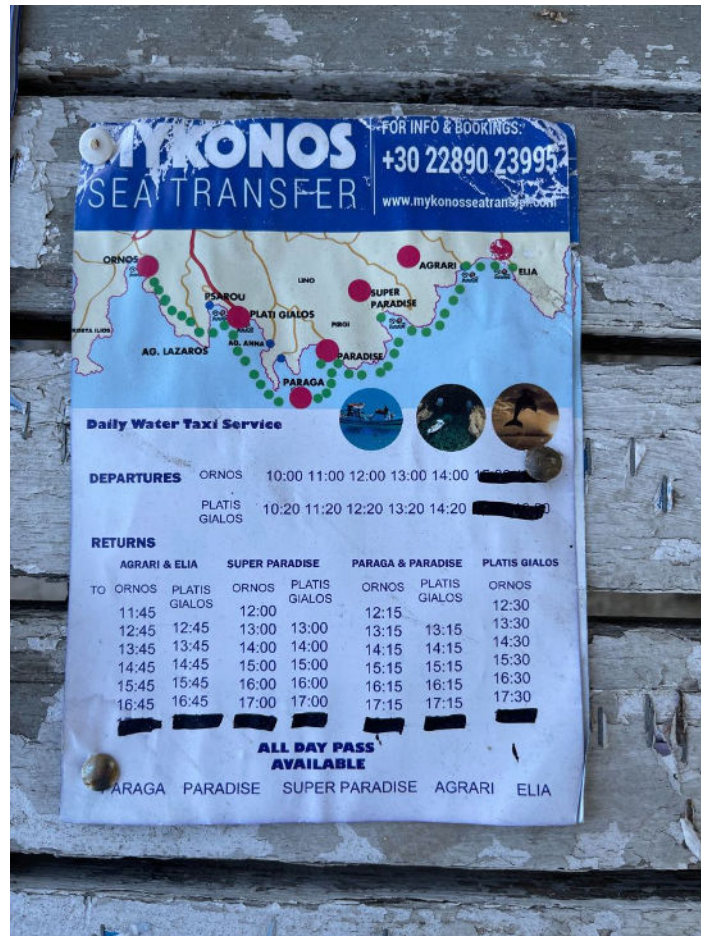 MYKONOS
SEA TRANSFER
FOR INFO & BOOKINGS:
+30 22890 23995
www.mykonosseatransfer.com
ORNOS
PSAROU
PLATI GIALOS
LINO
AGRARI
ELIA
SUPER
PARADISE
PIRGI
AG. ANNA
AG. LAZAROS
PARADISE
PARAGA
Daily Water Taxi Service
DEPARTURES ORNOS 10:00 11:00 12:00 13:00 14:00
PLATIS
GIALOS 10:20 11:20 12:20 13:20 14:20
RETURNS
AGRARI & ELIA SUPER PARADISE PARAGA & PARADISE PLATIS GIALOS
TO ORNOS PLATIS GIALOS ORNOS PLATIS GIALOS ORNOS PLATIS GIALOS ORNOS
11:45 12:00 12:15 12:30
12:45 12:45 13:00 13:00 13:15 13:15 13:30
13:45 13:45 14:00 14:00 14:15 14:15 14:30
14:45 14:45 15:00 15:00 15:15 15:15 15:30
15:45 15:45 16:00 16:00 16:15 16:15 16:30
16:45 16:45 17:00 17:00 17:15 17:15 17:30
ALL DAY PASS
AVAILABLE
PARAGA PARADISE SUPER PARADISE AGRARI ELIA